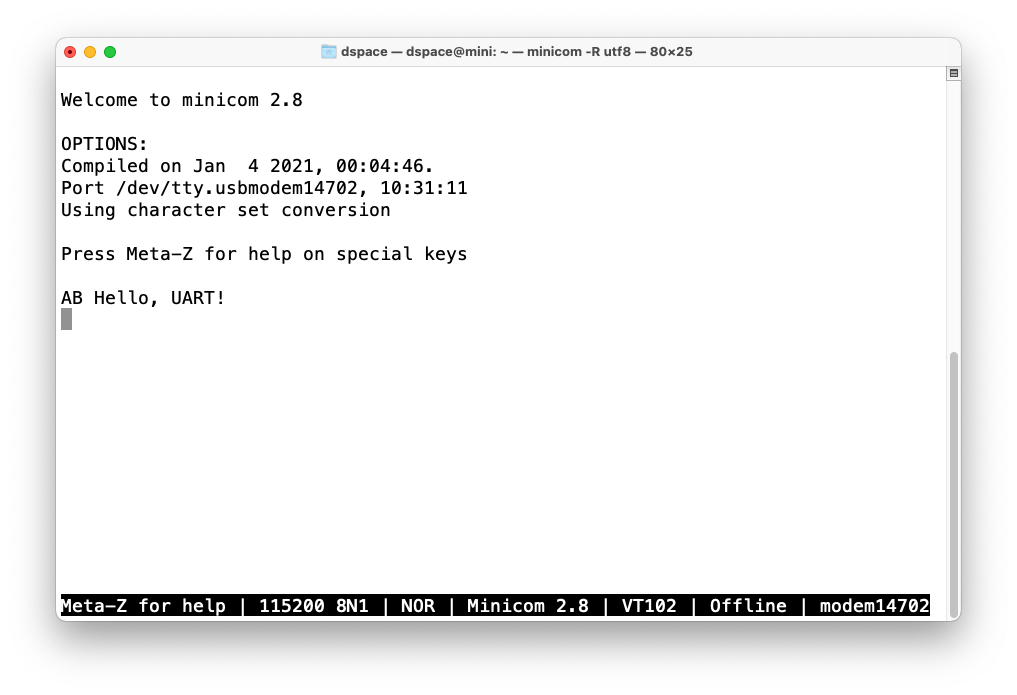 dspace — dspace@mini: ~ — minicom -R utf8 — 80×25
Welcome to minicom 2.8
OPTIONS:
Compiled on Jan  4 2021, 00:04:46.
Port /dev/tty.usbmodem14702, 10:31:11
Using character set conversion
Press Meta-Z for help on special keys
AB Hello, UART!
Meta-Z for help | 115200 8N1 | NOR | Minicom 2.8 | VT102 | Offline | modem14702